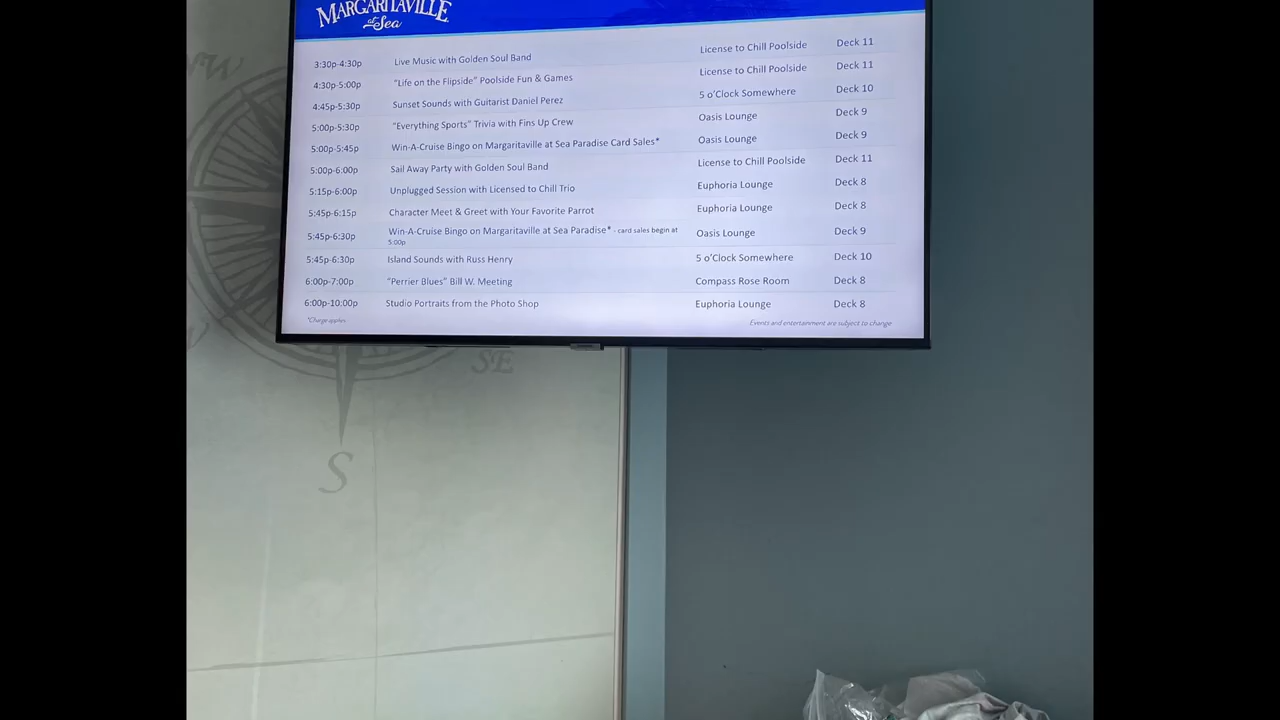 MARGARITAVILLE
at Sea
3:30p-4:30p Live Music with Golden Soul Band License to Chill Poolside Deck 11
4:30p-5:00p "Life on the Flipside" Poolside Fun & Games License to Chill Poolside Deck 11
4:45p-5:30p Sunset Sounds with Guitarist Daniel Perez 5 o'Clock Somewhere Deck 10
5:00p-5:30p "Everything Sports" Trivia with Fins Up Crew Oasis Lounge Deck 9
5:00p-5:45p Win-A-Cruise Bingo on Margaritaville at Sea Paradise Card Sales* Oasis Lounge Deck 9
5:00p-6:00p Sail Away Party with Golden Soul Band License to Chill Poolside Deck 11
5:15p-6:00p Unplugged Session with Licensed to Chill Trio Euphoria Lounge Deck 8
5:45p-6:15p Character Meet & Greet with Your Favorite Parrot Euphoria Lounge Deck 8
5:45p-6:30p Win-A-Cruise Bingo on Margaritaville at Sea Paradise* - card sales begin at Oasis Lounge Deck 9
5:00p
5:45p-6:30p Island Sounds with Russ Henry 5 o'Clock Somewhere Deck 10
6:00p-7:00p "Perrier Blues" Bill W. Meeting Compass Rose Room Deck 8
6:00p-10:00p Studio Portraits from the Photo Shop Euphoria Lounge Deck 8
*Charge applies Events and entertainment are subject to change
NW
W
SE
S